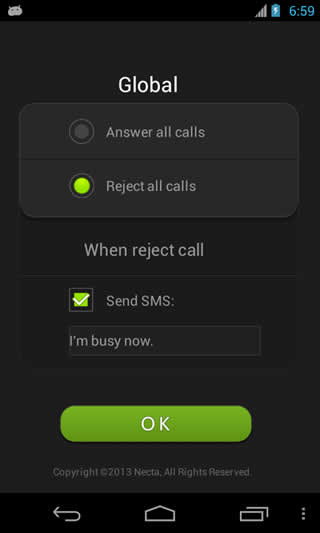 6:59
Global
Answer all calls
Reject all calls
When reject call
Send SMS:
I'm busy now.
OK
Copyright ©2013 Necta, All Rights Reserved.